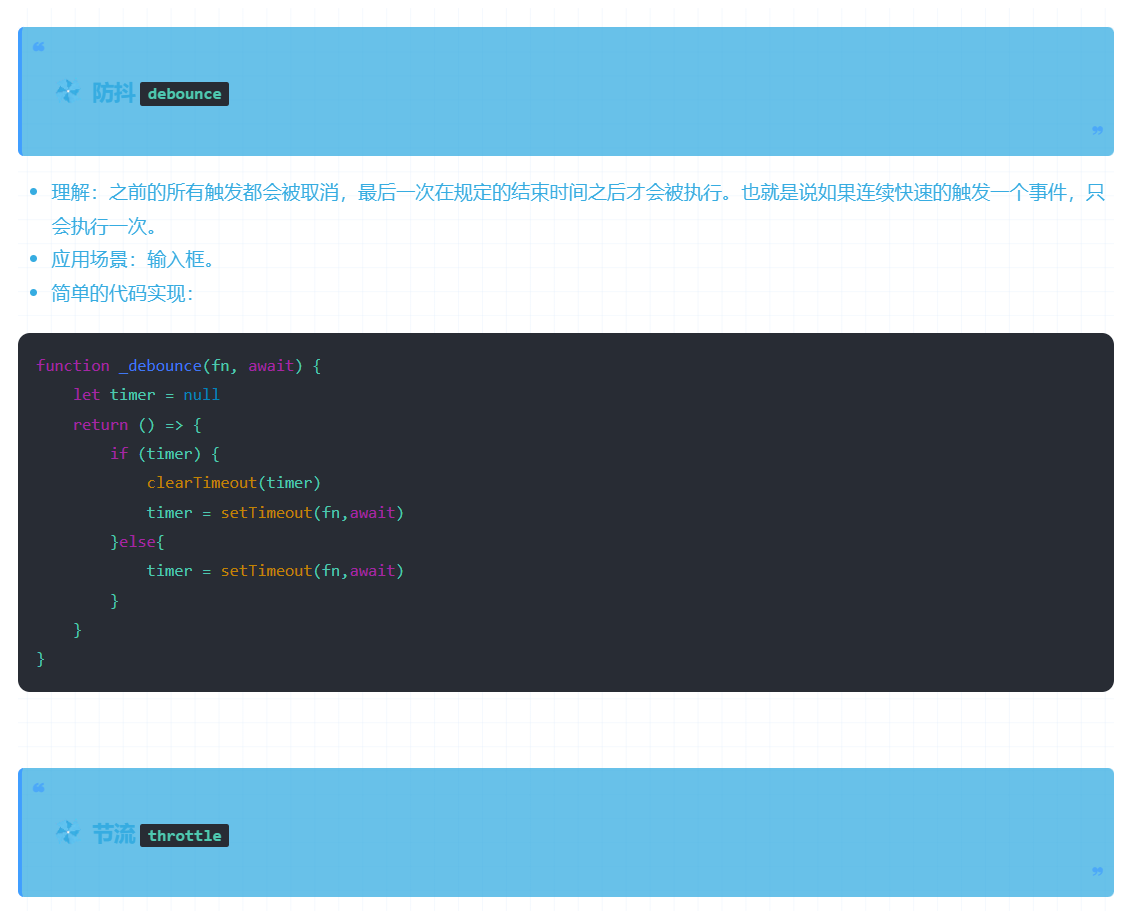 ❝
防抖 debounce
❞
理解：之前的所有触发都会被取消，最后一次在规定的结束时间之后才会被执行。也就是说如果连续快速的触发一个事件，只
会执行一次。
应用场景：输入框。
简单的代码实现：
function _debounce(fn, await) {
    let timer = null
    return () => {
        if (timer) {
            clearTimeout(timer)
            timer = setTimeout(fn,await)
        }else{
            timer = setTimeout(fn,await)
        }
    }
}
❝
节流 throttle
❞